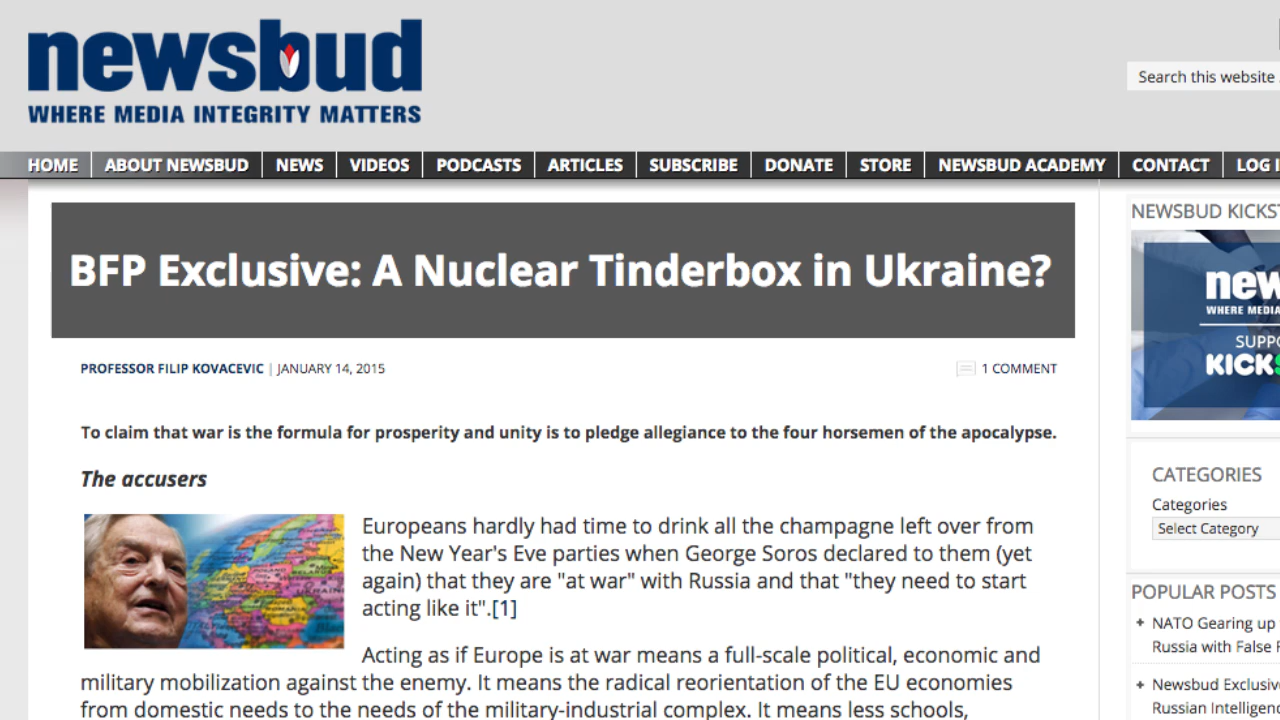 newsbud
WHERE MEDIA INTEGRITY MATTERS
Search this website
HOME
ABOUT NEWSBUD
NEWS
VIDEOS
PODCASTS
ARTICLES
SUBSCRIBE
DONATE
STORE
NEWSBUD ACADEMY
CONTACT
LOG I
BFP Exclusive: A Nuclear Tinderbox in Ukraine?
PROFESSOR FILIP KOVACEVIC | JANUARY 14, 2015
1 COMMENT
To claim that war is the formula for prosperity and unity is to pledge allegiance to the four horsemen of the apocalypse.
The accusers
Europeans hardly had time to drink all the champagne left over from
the New Year's Eve parties when George Soros declared to them (yet
again) that they are "at war" with Russia and that "they need to start
acting like it".[1]
Acting as if Europe is at war means a full-scale political, economic and
military mobilization against the enemy. It means the radical reorientation of the EU economies
from domestic needs to the needs of the military-industrial complex. It means less schools,
NEWSBUD KICKST
new
WHERE MEDIA
SUPPO
KICKS
CATEGORIES
Categories
Select Category
POPULAR POSTS
NATO Gearing up
Russia with False F
Newsbud Exclusive
Russian Intelligenc